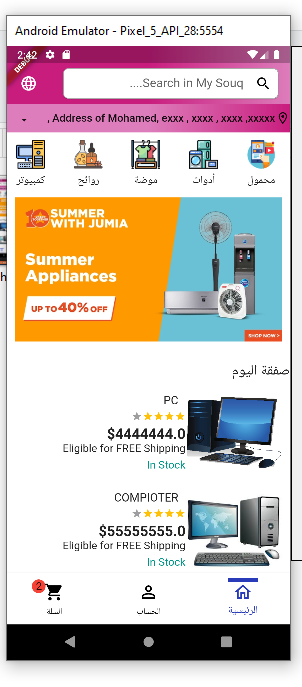 Android Emulator - Pixel_5_API_28:5554
2:42
DEBUG
Search in My Souq....
, Address of Mohamed, exxx , xxxx , xxxx ,xxxxx
محمول
أدوات
موضة
روائح
كمبيوتر
SUMMER
WITH JUMIA
Summer
Appliances
UP TO 40% OFF
SHOP NOW >
صفقة اليوم
PC
$4444444.0
Eligible for FREE Shipping
In Stock
COMPIOTER
$55555555.0
Eligible for FREE Shipping
In Stock
الرئيسية
الحساب
2